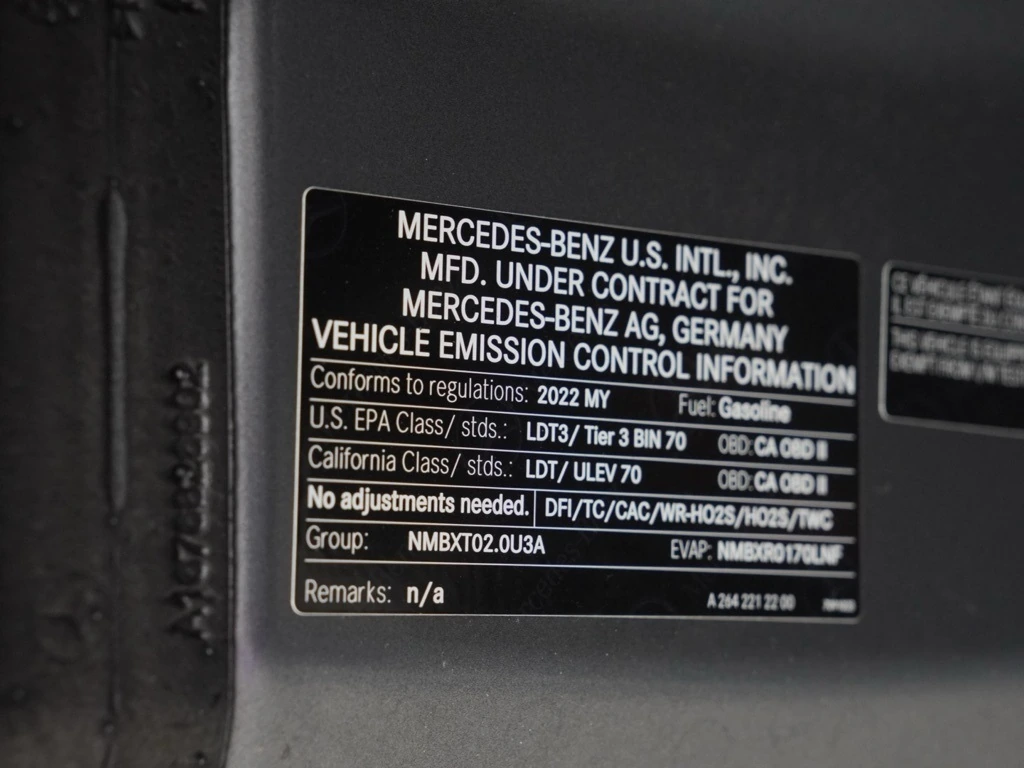 MERCEDES-BENZ U.S. INTL., INC.
MFD. UNDER CONTRACT FOR
MERCEDES-BENZ AG, GERMANY
VEHICLE EMISSION CONTROL INFORMATION
Conforms to regulations: 2022 MY Fuel: Gasoline
U.S. EPA Class/ stds.: LDT3/ Tier 3 BIN 70 OBD: CA OBD II
California Class/ stds.: LDT/ ULEV 70 OBD: CA OBD II
No adjustments needed. DFI/TC/CAC/WR-HO2S/HO2S/TWC
Group: NMBXT02.0U3A EVAP: NMBXR0170LNF
Remarks: n/a A 264 221 22 00